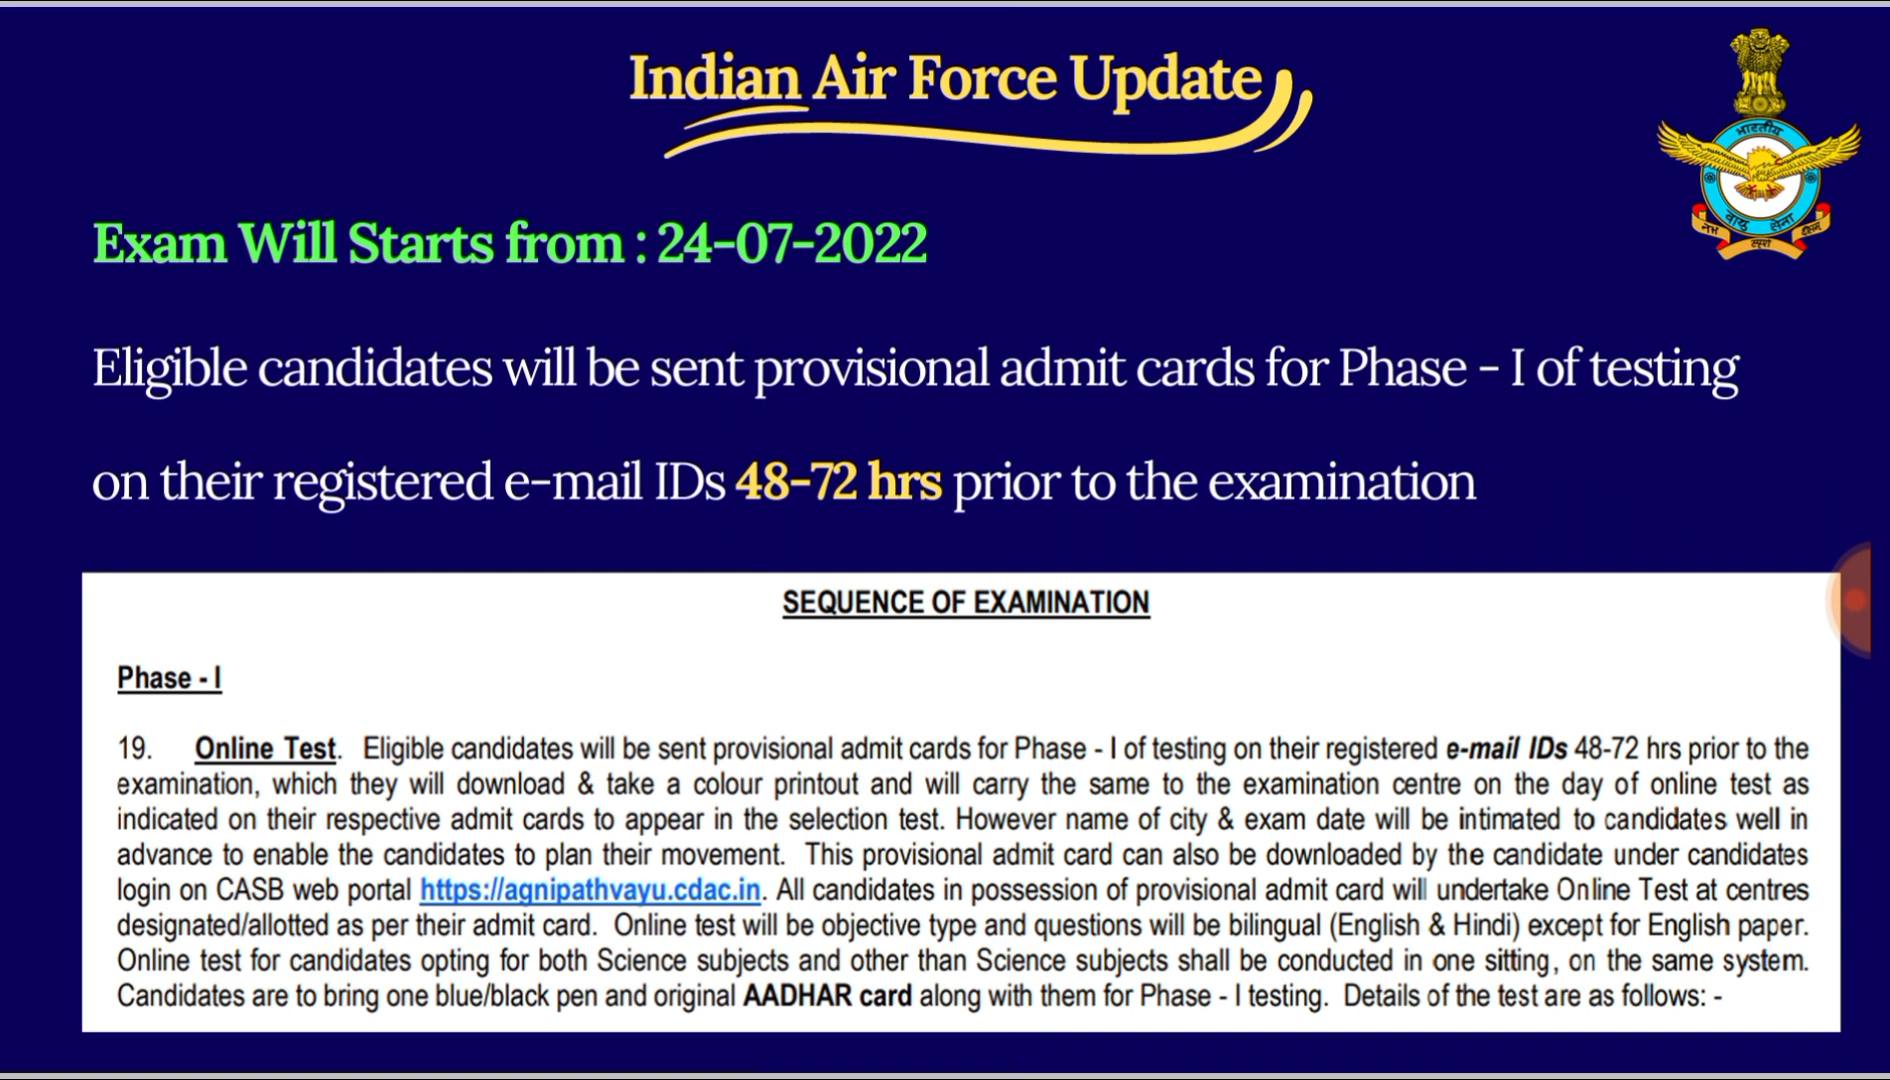 Indian Air Force Update
भारतीय
वायु सेना
नभः स्पृशं दीप्तम्
Exam Will Starts from : 24-07-2022
Eligible candidates will be sent provisional admit cards for Phase - I of testing
on their registered e-mail IDs 48-72 hrs prior to the examination
SEQUENCE OF EXAMINATION
Phase - I
19. Online Test. Eligible candidates will be sent provisional admit cards for Phase - I of testing on their registered e-mail IDs 48-72 hrs prior to the
examination, which they will download & take a colour printout and will carry the same to the examination centre on the day of online test as
indicated on their respective admit cards to appear in the selection test. However name of city & exam date will be intimated to candidates well in
advance to enable the candidates to plan their movement. This provisional admit card can also be downloaded by the candidate under candidates
login on CASB web portal https://agnipathvayu.cdac.in. All candidates in possession of provisional admit card will undertake Online Test at centres
designated/allotted as per their admit card. Online test will be objective type and questions will be bilingual (English & Hindi) except for English paper.
Online test for candidates opting for both Science subjects and other than Science subjects shall be conducted in one sitting, on the same system.
Candidates are to bring one blue/black pen and original AADHAR card along with them for Phase - I testing. Details of the test are as follows: -